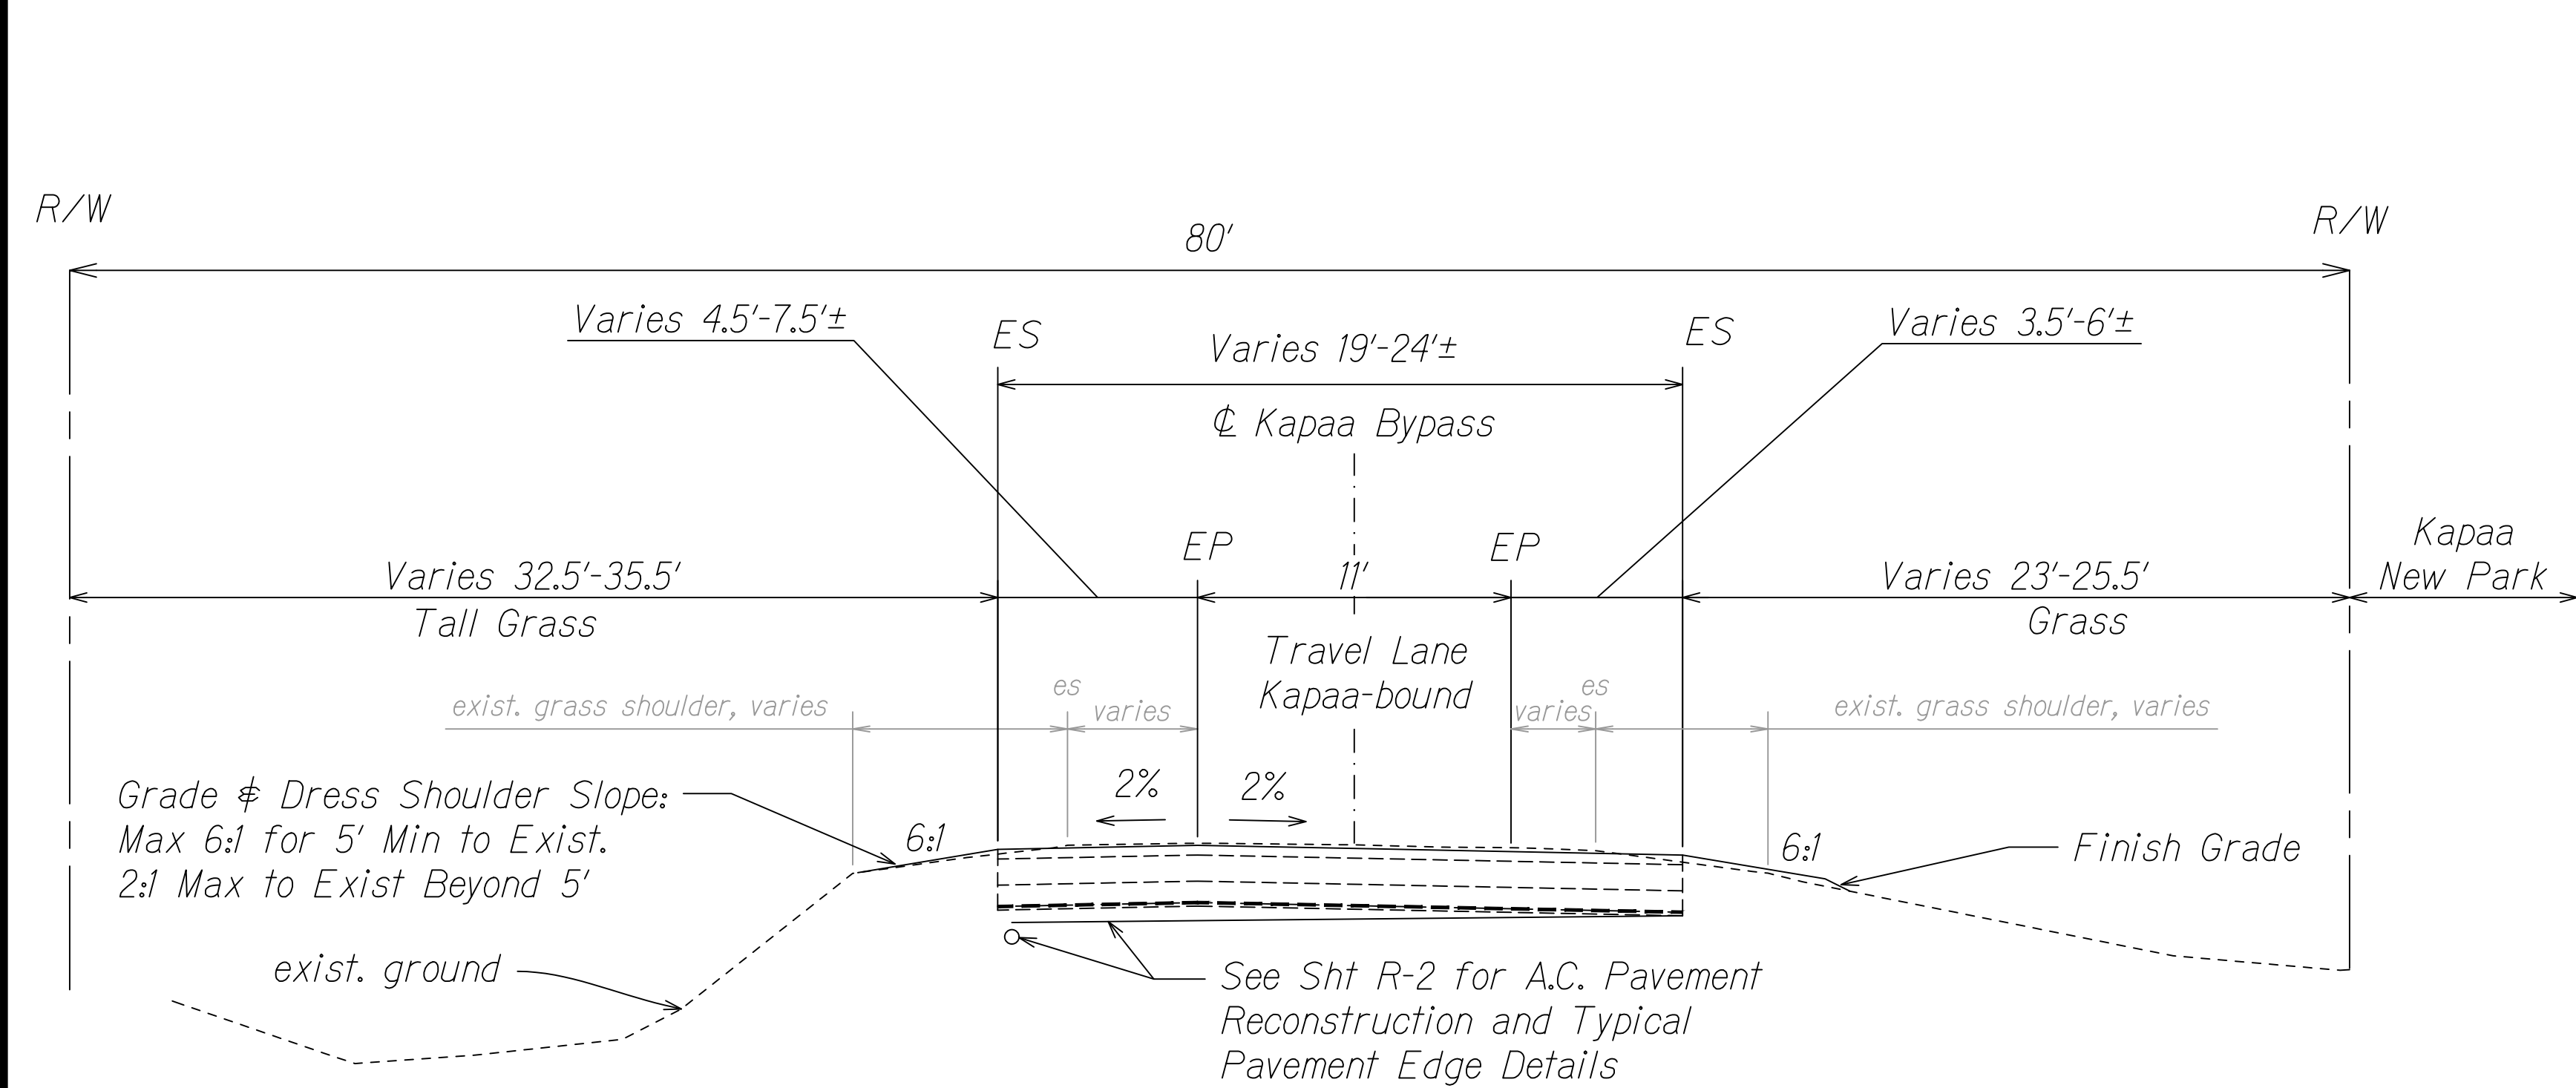 R/W
R/W
80'
Varies 4.5'-7.5'±
ES
Varies 19'-24'±
ES
Varies 3.5'-6'±
℄ Kapaa Bypass
EP
EP
Kapaa
New Park
Varies 32.5'-35.5'
Tall Grass
11'
Varies 23'-25.5'
Grass
Travel Lane
Kapaa-bound
exist. grass shoulder, varies
es
varies
es
varies
exist. grass shoulder, varies
Grade & Dress Shoulder Slope:
Max 6:1 for 5' Min to Exist.
2:1 Max to Exist Beyond 5'
6:1
2%
2%
6:1
Finish Grade
exist. ground
See Sht R-2 for A.C. Pavement
Reconstruction and Typical
Pavement Edge Details